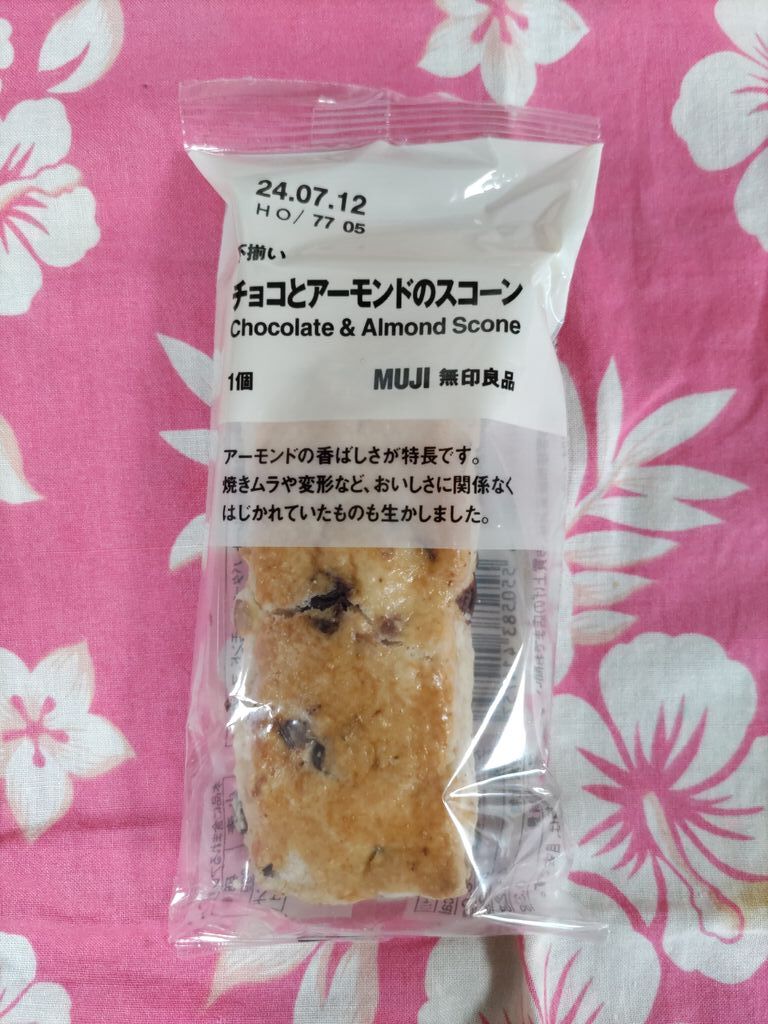 24.07.12
HO/ 77 05
不揃い
チョコとアーモンドのスコーン
Chocolate & Almond Scone
1個
MUJI 無印良品
アーモンドの香ばしさが特長です。
焼きムラや変形など、おいしさに関係なく
はじかれていたものも生かしました。